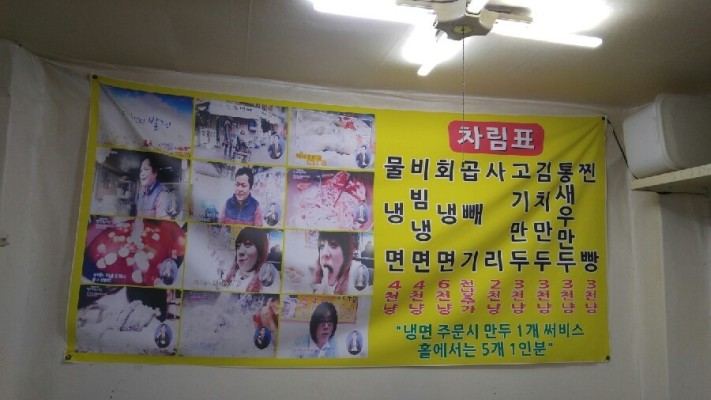 차림표
물냉면 4천냥
비빔냉면 4천냥
회냉면 6천냥
곱빼기 천냥추가
사리 2천냥
고기만두 3천냥
김치만두 3천냥
통새우만두 3천냥
찐빵 3천냥
"냉면 주문시 만두 1개 써비스
홀에서는 5개 1인분"